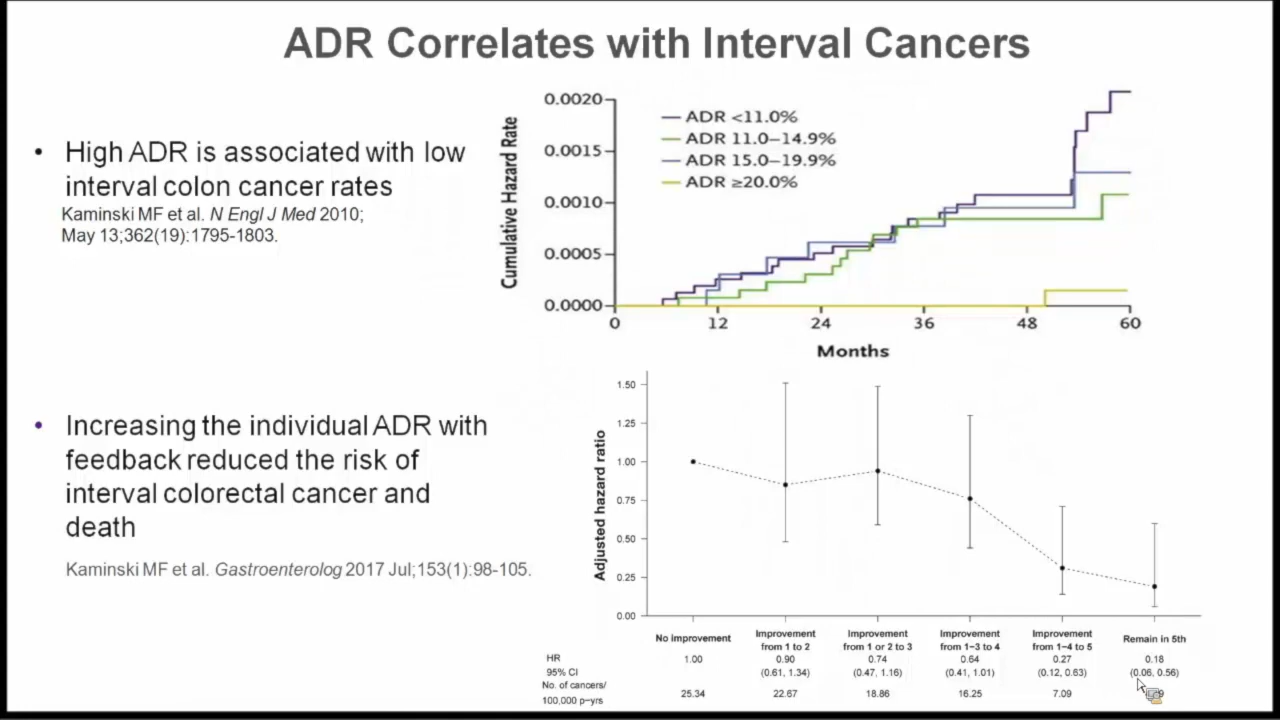 ADR Correlates with Interval Cancers
• High ADR is associated with low
interval colon cancer rates
Kaminski MF et al. N Engl J Med 2010;
May 13;362(19):1795-1803.
Cumulative Hazard Rate
0.0020
0.0015
0.0010
0.0005
0.0000
ADR <11.0%
ADR 11.0–14.9%
ADR 15.0–19.9%
ADR ≥20.0%
0 12 24 36 48 60
Months
• Increasing the individual ADR with
feedback reduced the risk of
interval colorectal cancer and
death
Kaminski MF et al. Gastroenterolog 2017 Jul;153(1):98-105.
Adjusted hazard ratio
1.50
1.25
1.00
0.75
0.50
0.25
0.00
No improvement
Improvement
from 1 to 2
Improvement
from 1 or 2 to 3
Improvement
from 1–3 to 4
Improvement
from 1–4 to 5
Remain in 5th
HR 1.00 0.90 0.74 0.64 0.27 0.18
95% CI (0.61, 1.34) (0.47, 1.16) (0.41, 1.01) (0.12, 0.63) (0.06, 0.56)
No. of cancers/
100,000 p–yrs 25.34 22.67 18.86 16.25 7.09